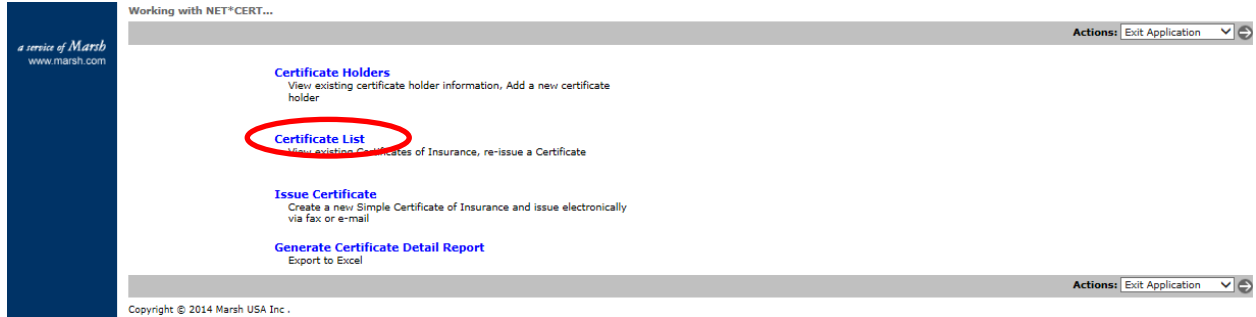 Working with NET*CERT...
a service of Marsh
www.marsh.com
Actions: Exit Application
Certificate Holders
View existing certificate holder information, Add a new certificate
holder
Certificate List
View existing Certificates of Insurance, re-issue a Certificate
Issue Certificate
Create a new Simple Certificate of Insurance and issue electronically
via fax or e-mail
Generate Certificate Detail Report
Export to Excel
Actions: Exit Application
Copyright © 2014 Marsh USA Inc .